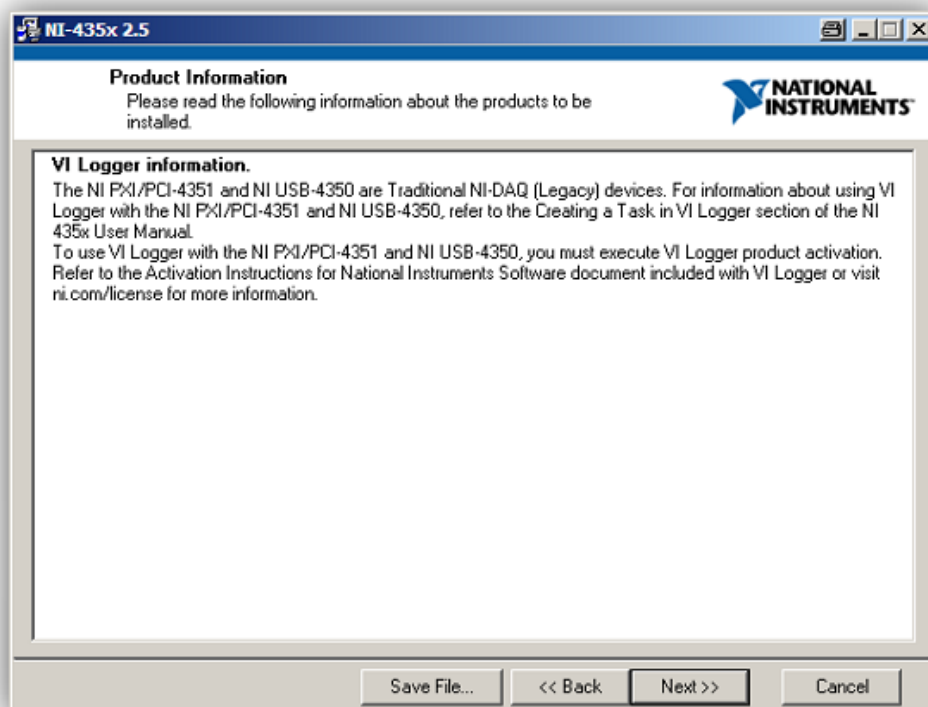 NI-435x 2.5
Product Information
Please read the following information about the products to be
installed.
NATIONAL
INSTRUMENTS™
VI Logger information.
The NI PXI/PCI-4351 and NI USB-4350 are Traditional NI-DAQ (Legacy) devices. For information about using VI
Logger with the NI PXI/PCI-4351 and NI USB-4350, refer to the Creating a Task in VI Logger section of the NI
435x User Manual.
To use VI Logger with the NI PXI/PCI-4351 and NI USB-4350, you must execute VI Logger product activation.
Refer to the Activation Instructions for National Instruments Software document included with VI Logger or visit
ni.com/license for more information.
Save File...
<< Back
Next >>
Cancel